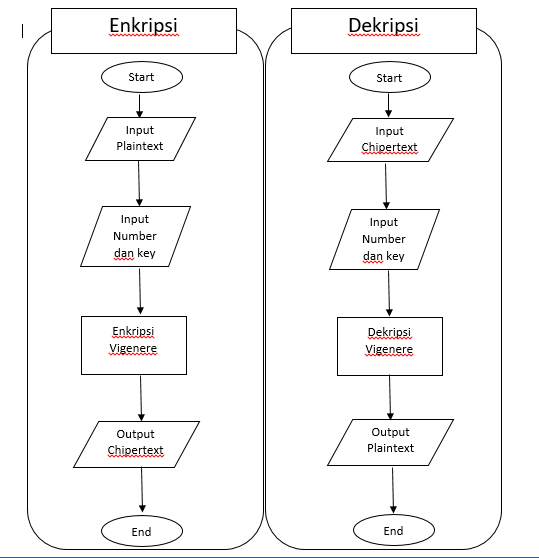 Enkripsi
Start
Input
Plaintext
Input
Number
dan key
Enkripsi
Vigenere
Output
Chipertext
End
Dekripsi
Start
Input
Chipertext
Input
Number
dan key
Dekripsi
Vigenere
Output
Plaintext
End